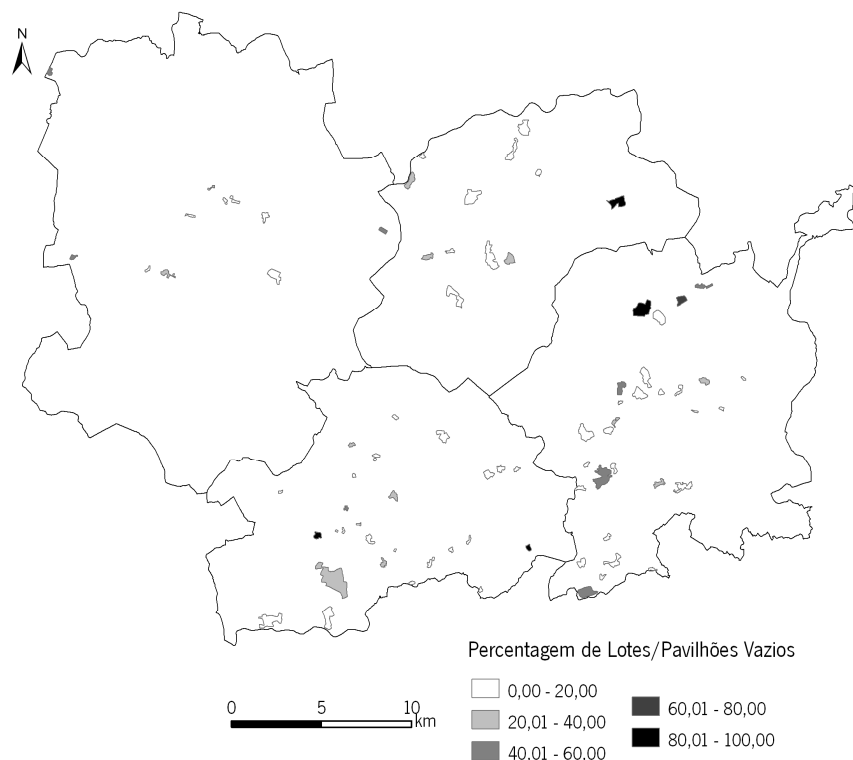 N
Percentagem de Lotes/Pavilhões Vazios
0,00 - 20,00
20,01 - 40,00
40,01 - 60,00
60,01 - 80,00
80,01 - 100,00
0 5 10
km